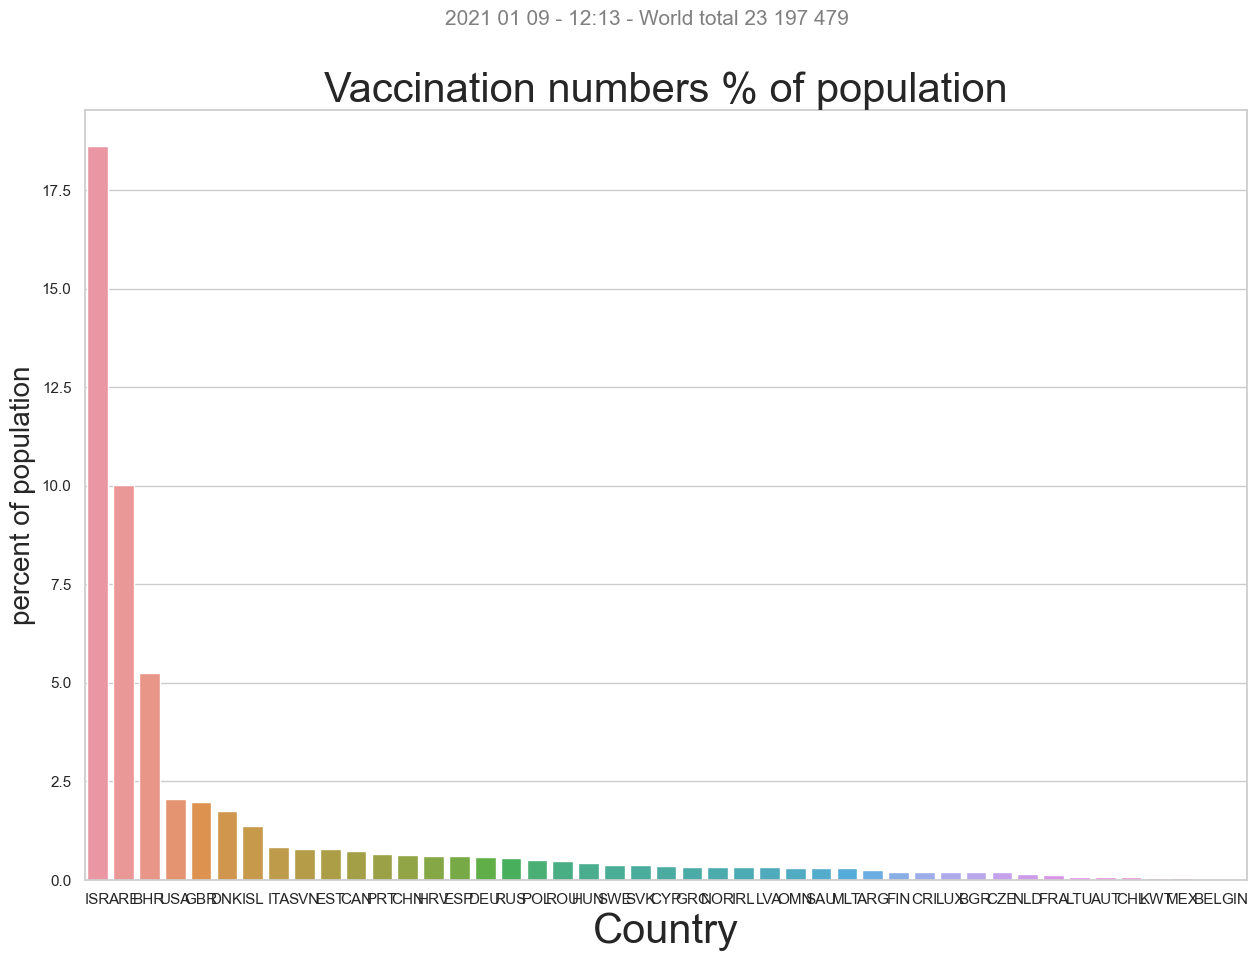 2021 01 09 - 12:13 - World total 23 197 479
Vaccination numbers % of population
percent of population
17.5
15.0
12.5
10.0
7.5
5.0
2.5
0.0
ISR ARE BHR USA GBR DNK ISL ITA SVN EST CAN PRT CHN HRV ESP DEU RUS POL ROU HUN SWE SVK CYP GRC NOR IRL LVA OMN SAU MLT ARG FIN CRI LUX BGR CZE NLD FRA LTU AUT CHL KWT MEX BEL GIN
Country